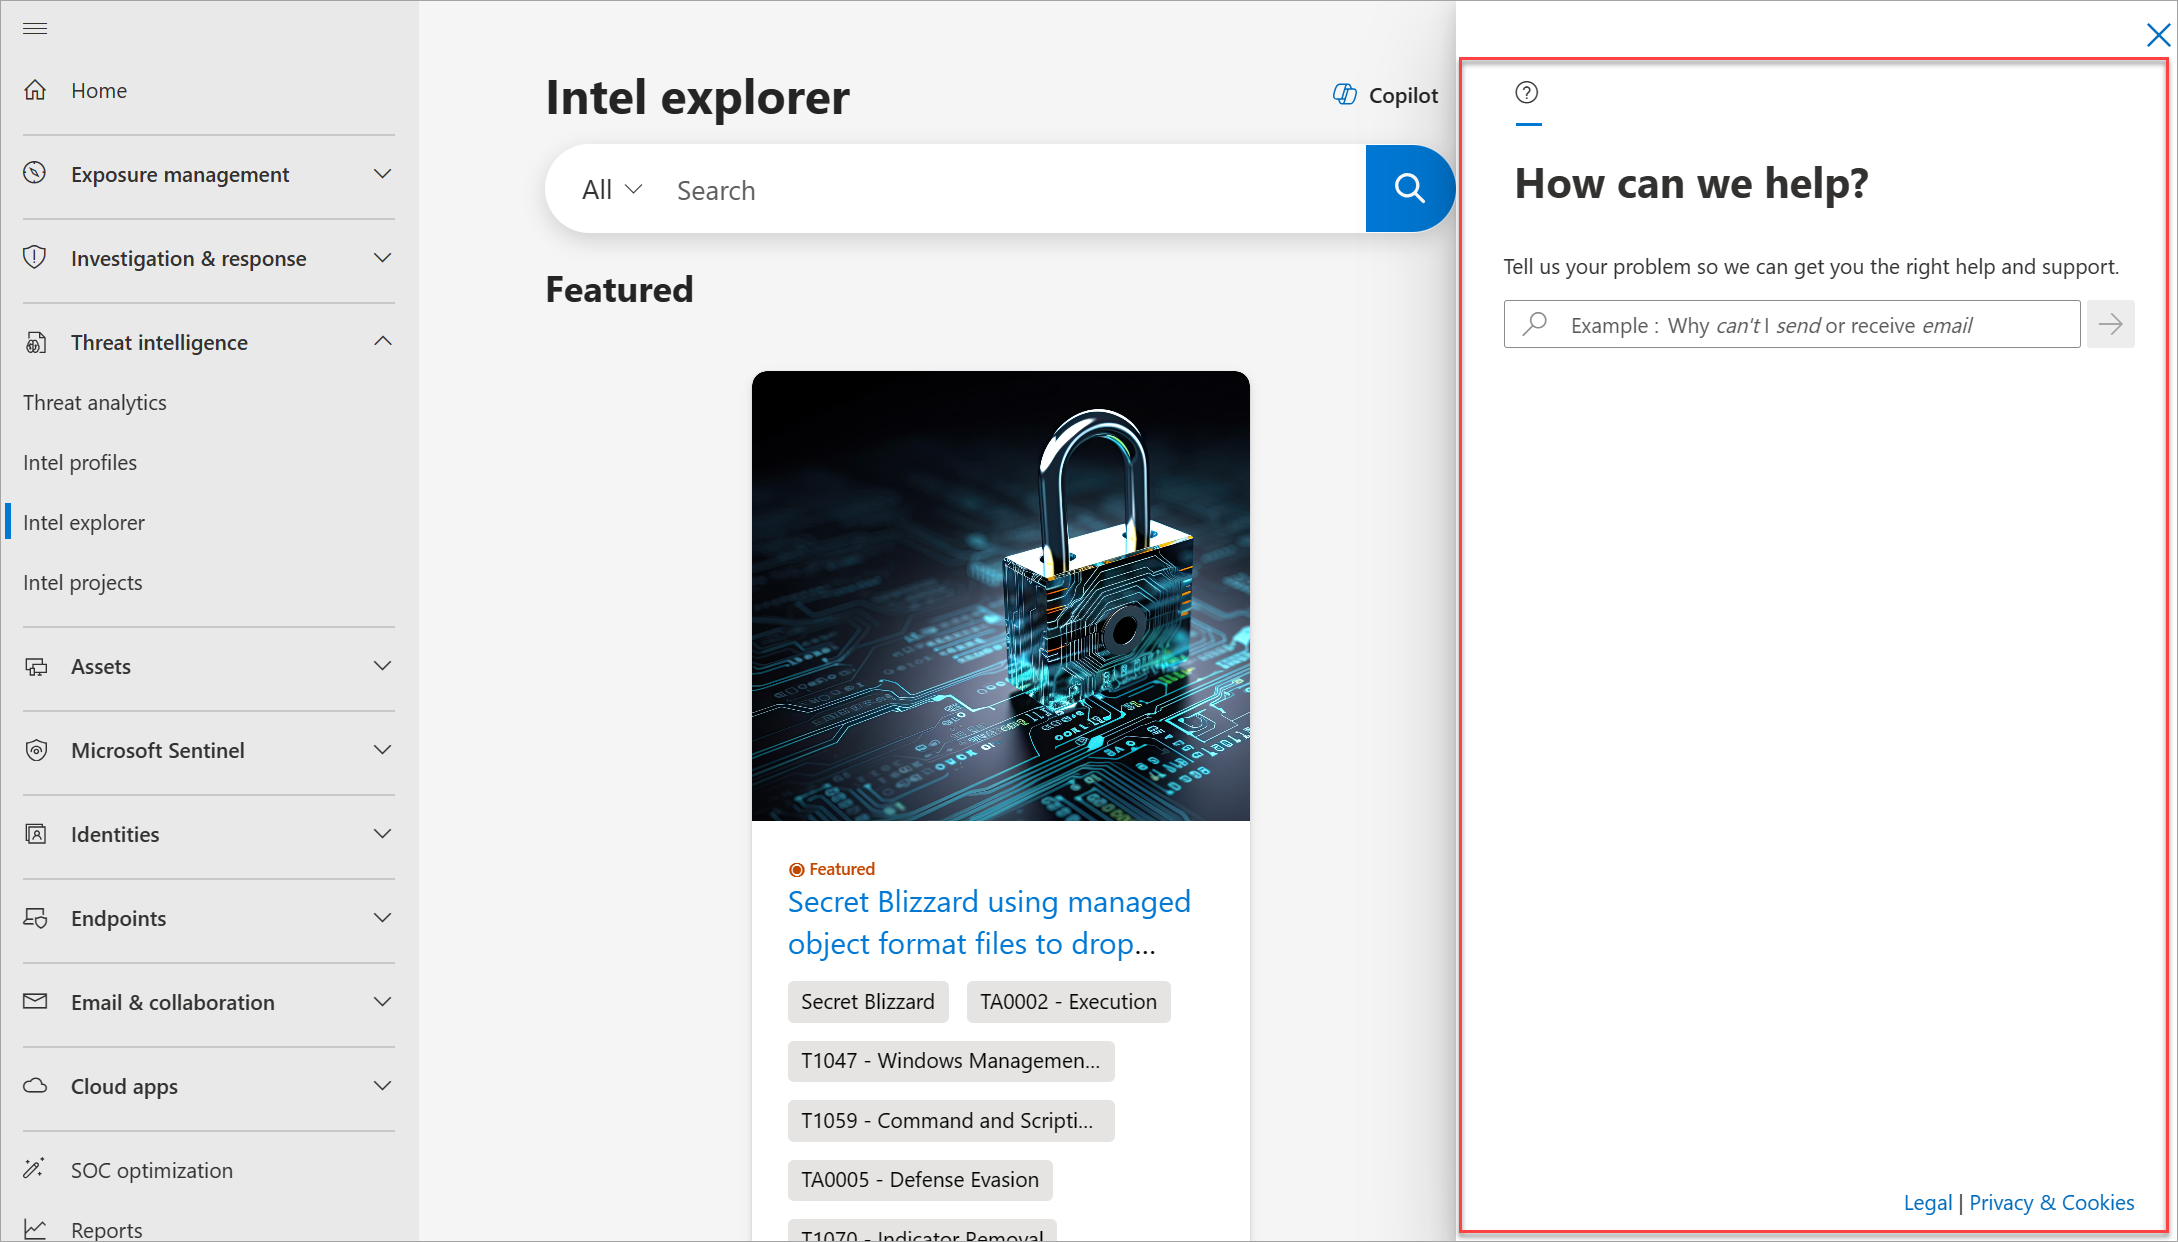 Home
Exposure management
Investigation & response
Threat intelligence
Threat analytics
Intel profiles
Intel explorer
Intel projects
Assets
Microsoft Sentinel
Identities
Endpoints
Email & collaboration
Cloud apps
SOC optimization
Reports
Intel explorer
Copilot
All
Search
Featured
Featured
Secret Blizzard using managed
object format files to drop...
Secret Blizzard
TA0002 - Execution
T1047 - Windows Managemen...
T1059 - Command and Scripti...
TA0005 - Defense Evasion
T1070 - Indicator Removal
How can we help?
Tell us your problem so we can get you the right help and support.
Example : Why can't I send or receive email
Legal | Privacy & Cookies